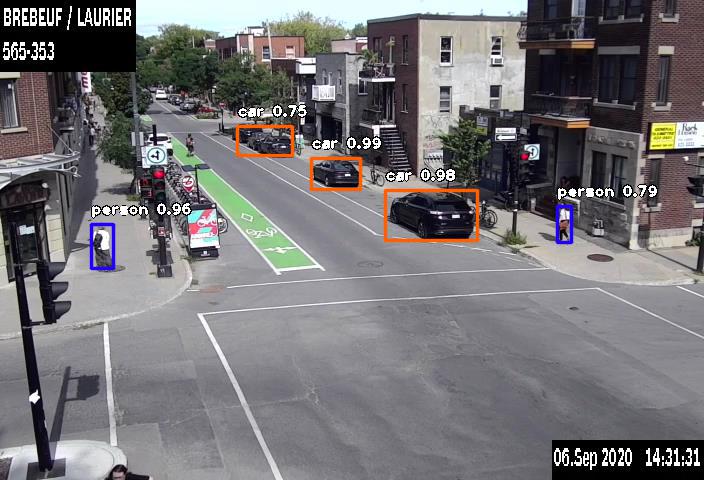 BREBEUF / LAURIER
565-353
car 0.75
car 0.99
car 0.98
person 0.79
person 0.96
06.Sep 2020 14:31:31